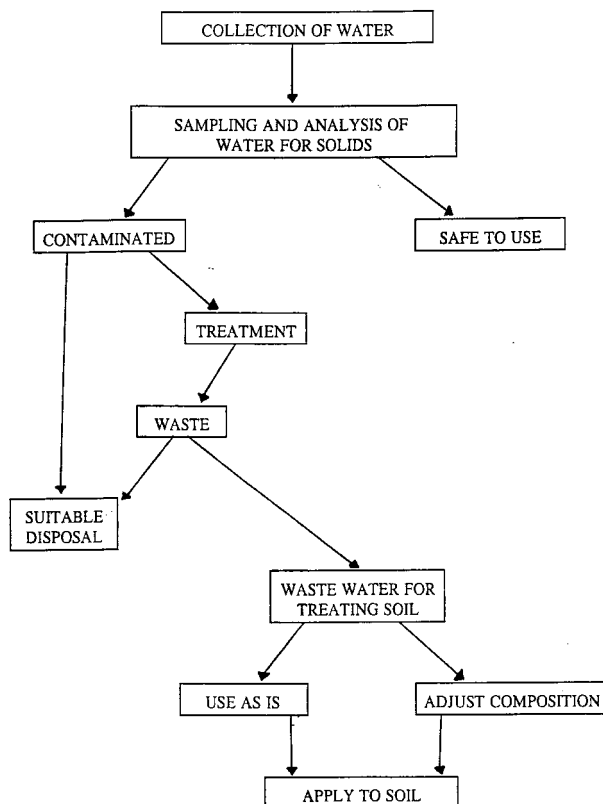 COLLECTION OF WATER
SAMPLING AND ANALYSIS OF
WATER FOR SOLIDS
CONTAMINATED
SAFE TO USE
TREATMENT
WASTE
SUITABLE
DISPOSAL
WASTE WATER FOR
TREATING SOIL
USE AS IS
ADJUST COMPOSITION
APPLY TO SOIL